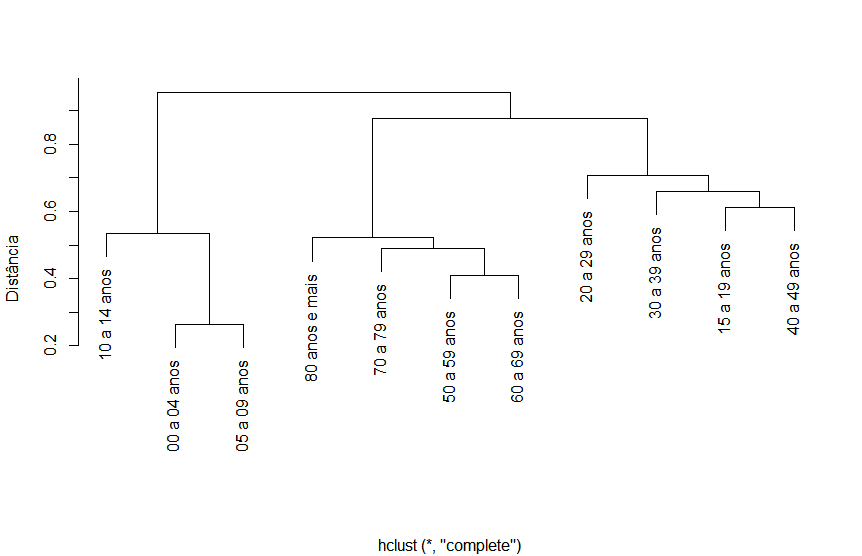 Distância
0.2
0.4
0.6
0.8
10 a 14 anos
00 a 04 anos
05 a 09 anos
80 anos e mais
70 a 79 anos
50 a 59 anos
60 a 69 anos
20 a 29 anos
30 a 39 anos
15 a 19 anos
40 a 49 anos
hclust (*, "complete")